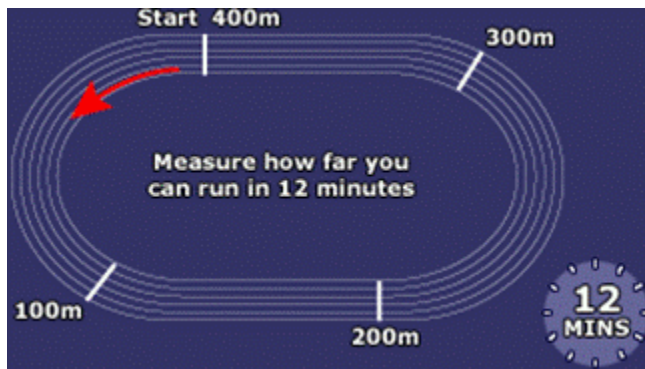 Start 400m
300m
Measure how far you
can run in 12 minutes
100m
200m
12
MINS